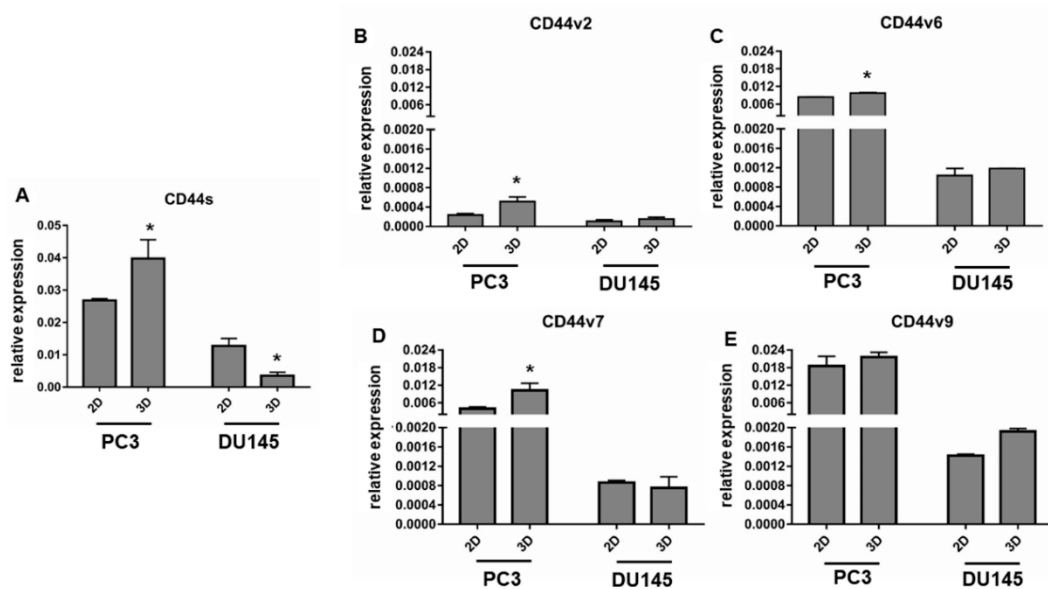 A
CD44s
relative expression
0.05
0.04
0.03
0.02
0.01
0.00
*
*
2D 3D 2D 3D
PC3 DU145
B
CD44v2
relative expression
0.024
0.018
0.012
0.006
0.0020
0.0016
0.0012
0.0008
0.0004
0.0000
*
2D 3D 2D 3D
PC3 DU145
C
CD44v6
relative expression
0.024
0.018
0.012
0.006
0.0020
0.0016
0.0012
0.0008
0.0004
0.0000
*
2D 3D 2D 3D
PC3 DU145
D
CD44v7
relative expression
0.024
0.018
0.012
0.006
0.0020
0.0016
0.0012
0.0008
0.0004
0.0000
*
2D 3D 2D 3D
PC3 DU145
E
CD44v9
relative expression
0.024
0.018
0.012
0.006
0.0020
0.0016
0.0012
0.0008
0.0004
0.0000
2D 3D 2D 3D
PC3 DU145